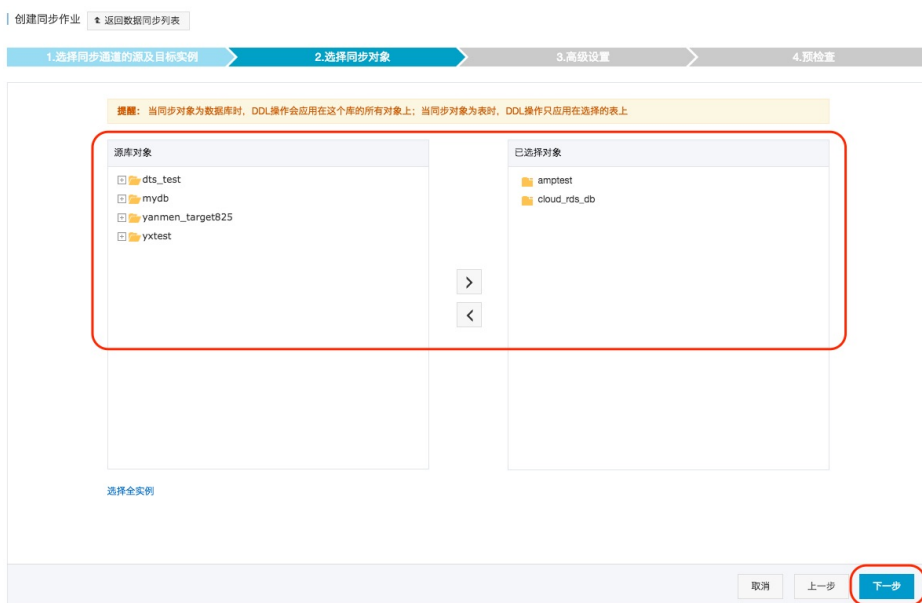 创建同步作业 返回数据同步列表
1.选择同步通道的源及目标实例 2.选择同步对象 3.高级设置 4.预检查
提醒: 当同步对象为数据库时,DDL操作会应用在这个库的所有对象上;当同步对象为表时,DDL操作只应用在选择的表上
源库对象
dts_test
mydb
yanmen_target825
yxtest
已选择对象
amptest
cloud_rds_db
选择全实例
取消 上一步 下一步